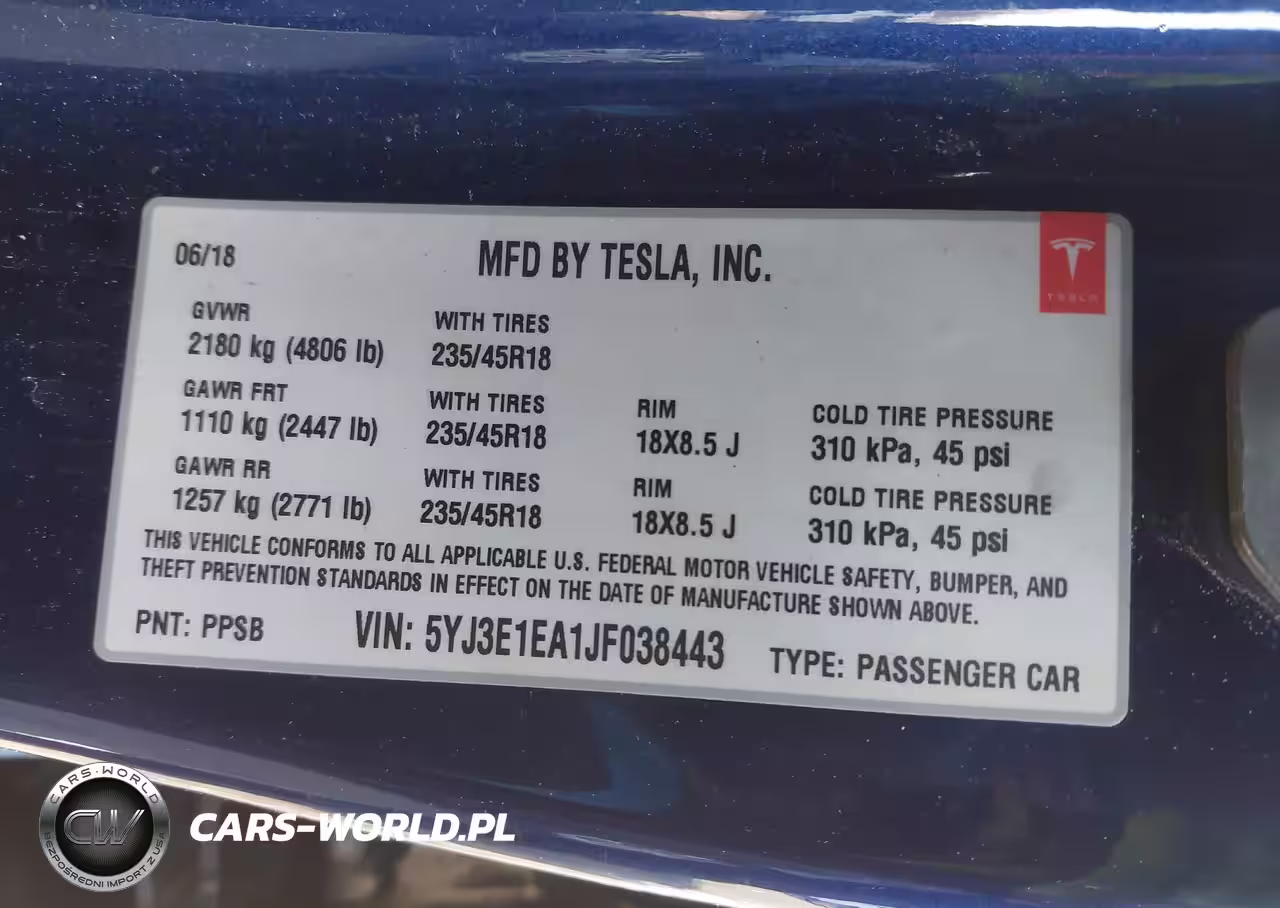 06/18
MFD BY TESLA, INC.
TESLA
GVWR
2180 kg (4806 lb)
WITH TIRES
235/45R18
GAWR FRT
1110 kg (2447 lb)
WITH TIRES
235/45R18
RIM
18X8.5 J
COLD TIRE PRESSURE
310 kPa, 45 psi
GAWR RR
1257 kg (2771 lb)
WITH TIRES
235/45R18
RIM
18X8.5 J
COLD TIRE PRESSURE
310 kPa, 45 psi
THIS VEHICLE CONFORMS TO ALL APPLICABLE U.S. FEDERAL MOTOR VEHICLE SAFETY, BUMPER, AND
THEFT PREVENTION STANDARDS IN EFFECT ON THE DATE OF MANUFACTURE SHOWN ABOVE.
PNT: PPSB
VIN: 5YJ3E1EA1JF038443
TYPE: PASSENGER CAR
CARS-WORLD
CW
BEZPOŚREDNI IMPORT Z USA
CARS-WORLD.PL